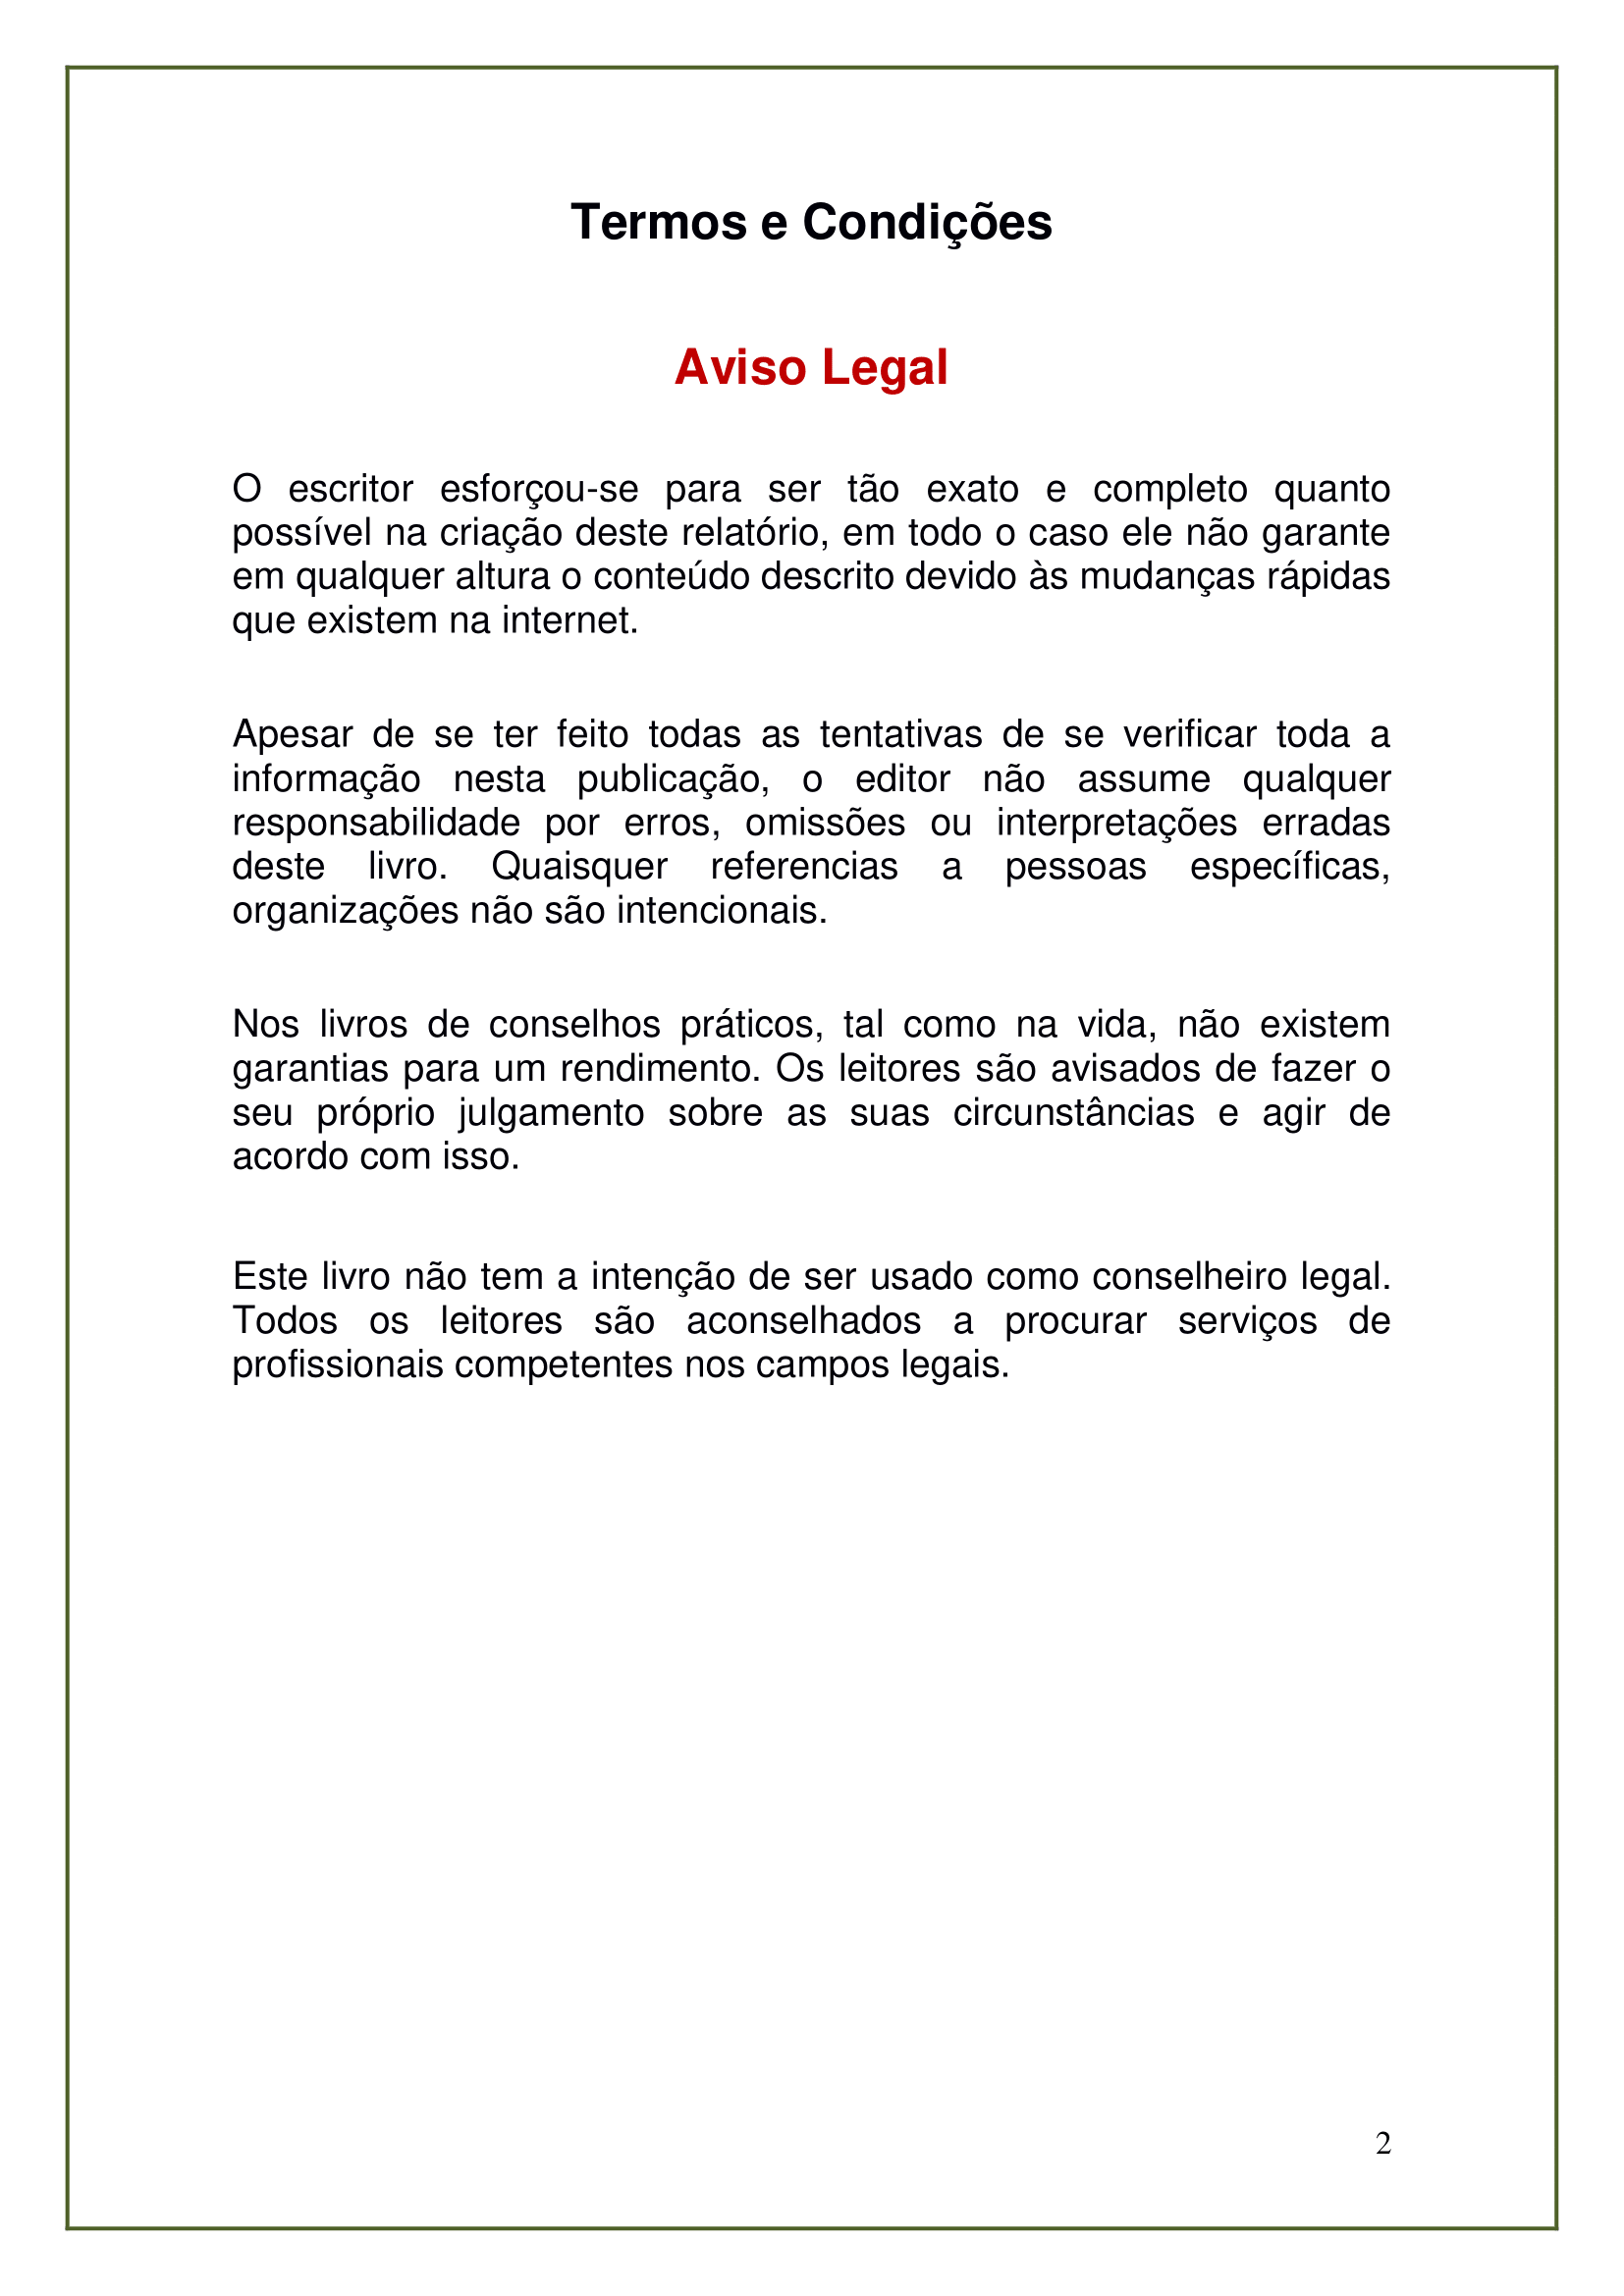 Termos e Condições
Aviso Legal
O escritor esforçou-se para ser tão exato e completo quanto
possível na criação deste relatório, em todo o caso ele não garante
em qualquer altura o conteúdo descrito devido às mudanças rápidas
que existem na internet.
Apesar de se ter feito todas as tentativas de se verificar toda a
informação nesta publicação, o editor não assume qualquer
responsabilidade por erros, omissões ou interpretações erradas
deste livro. Quaisquer referencias a pessoas específicas,
organizações não são intencionais.
Nos livros de conselhos práticos, tal como na vida, não existem
garantias para um rendimento. Os leitores são avisados de fazer o
seu próprio julgamento sobre as suas circunstâncias e agir de
acordo com isso.
Este livro não tem a intenção de ser usado como conselheiro legal.
Todos os leitores são aconselhados a procurar serviços de
profissionais competentes nos campos legais.
2